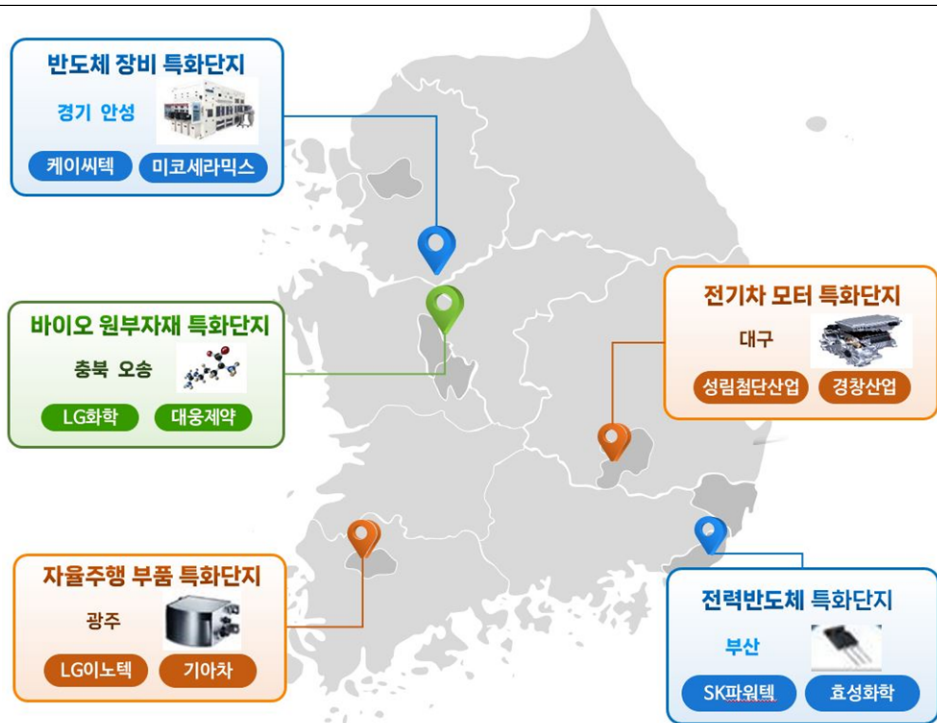 반도체 장비 특화단지
경기 안성
케이씨텍
미코세라믹스
바이오 원부자재 특화단지
충북 오송
LG화학
대웅제약
자율주행 부품 특화단지
광주
LG이노텍
기아차
전기차 모터 특화단지
대구
성림첨단산업
경창산업
전력반도체 특화단지
부산
SK파워텍
효성화학